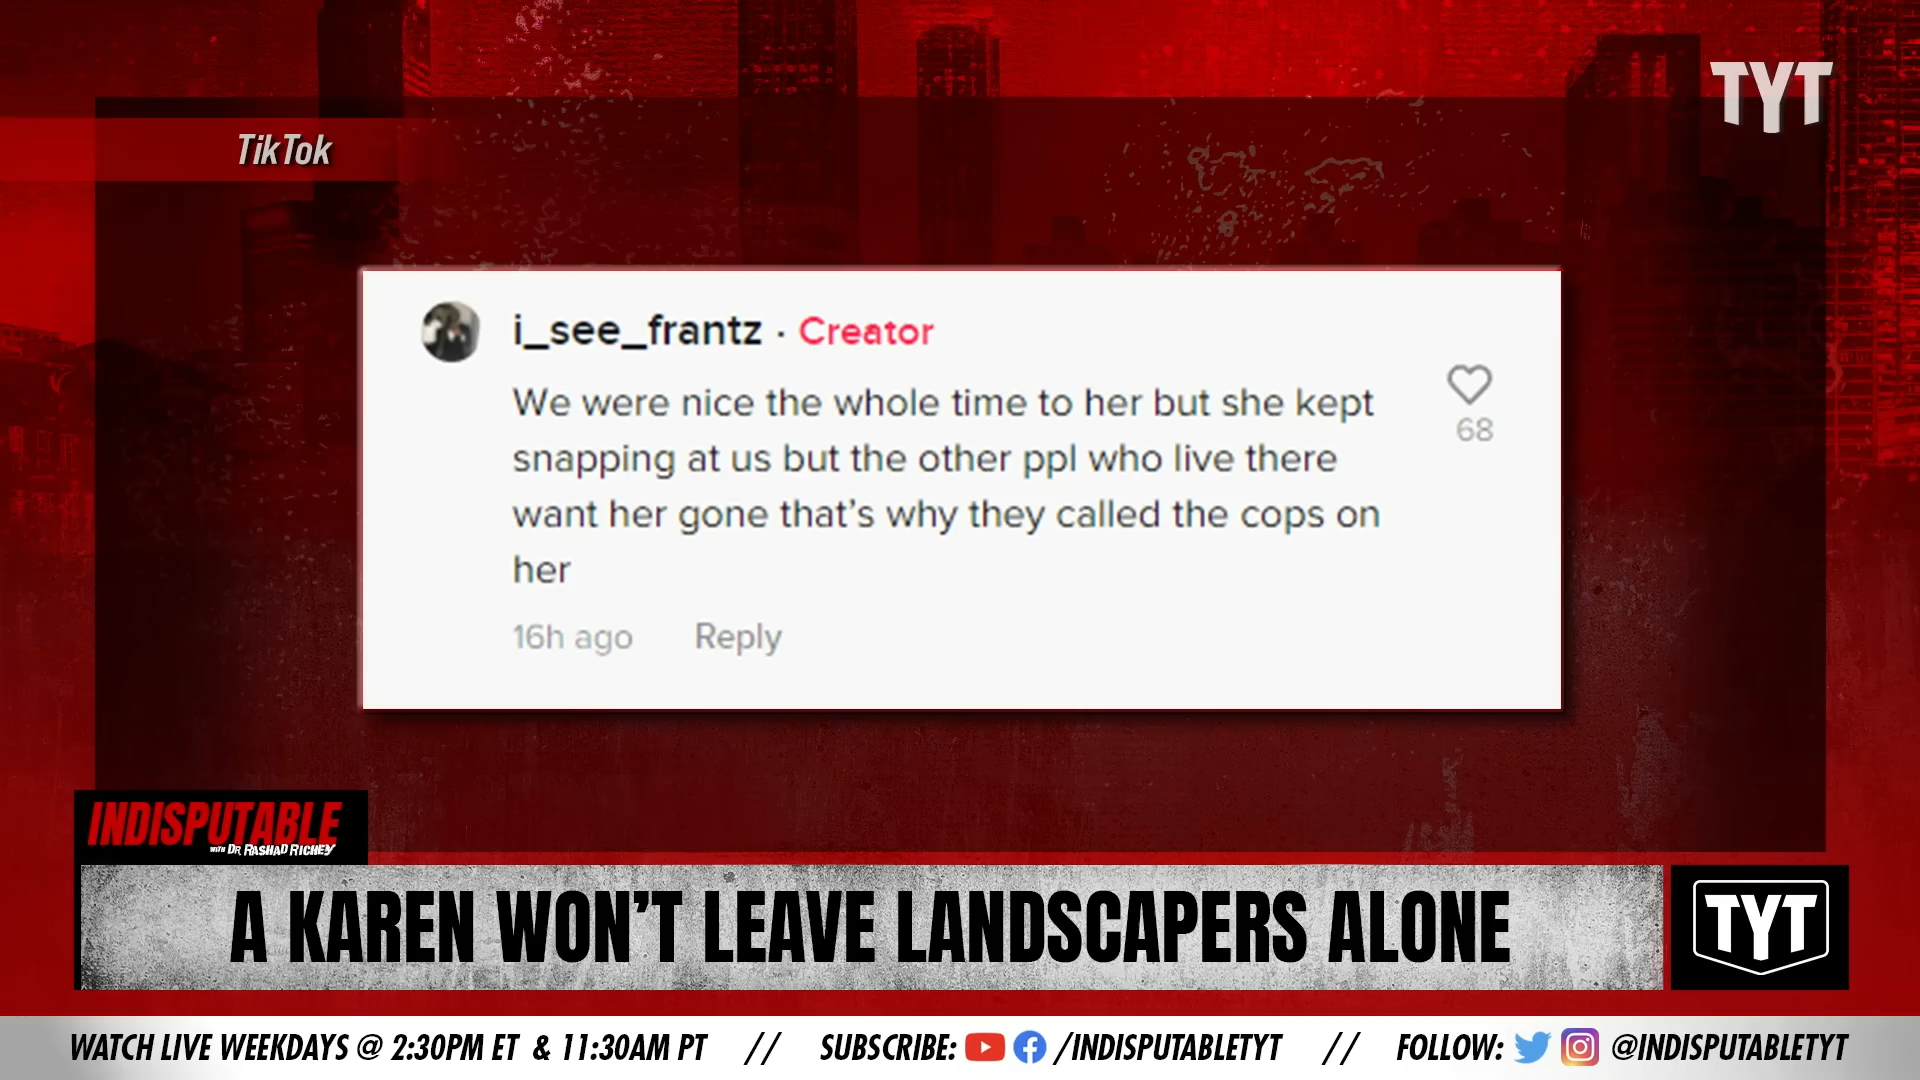 TYT
TikTok
i_see_frantz · Creator
We were nice the whole time to her but she kept
snapping at us but the other ppl who live there
want her gone that's why they called the cops on
her
68
16h ago Reply
INDISPUTABLE
WITH DR RASHAD RICHEY
A KAREN WON'T LEAVE LANDSCAPERS ALONE
TYT
WATCH LIVE WEEKDAYS @ 2:30PM ET & 11:30AM PT // SUBSCRIBE: /INDISPUTABLETYT // FOLLOW: @INDISPUTABLETYT